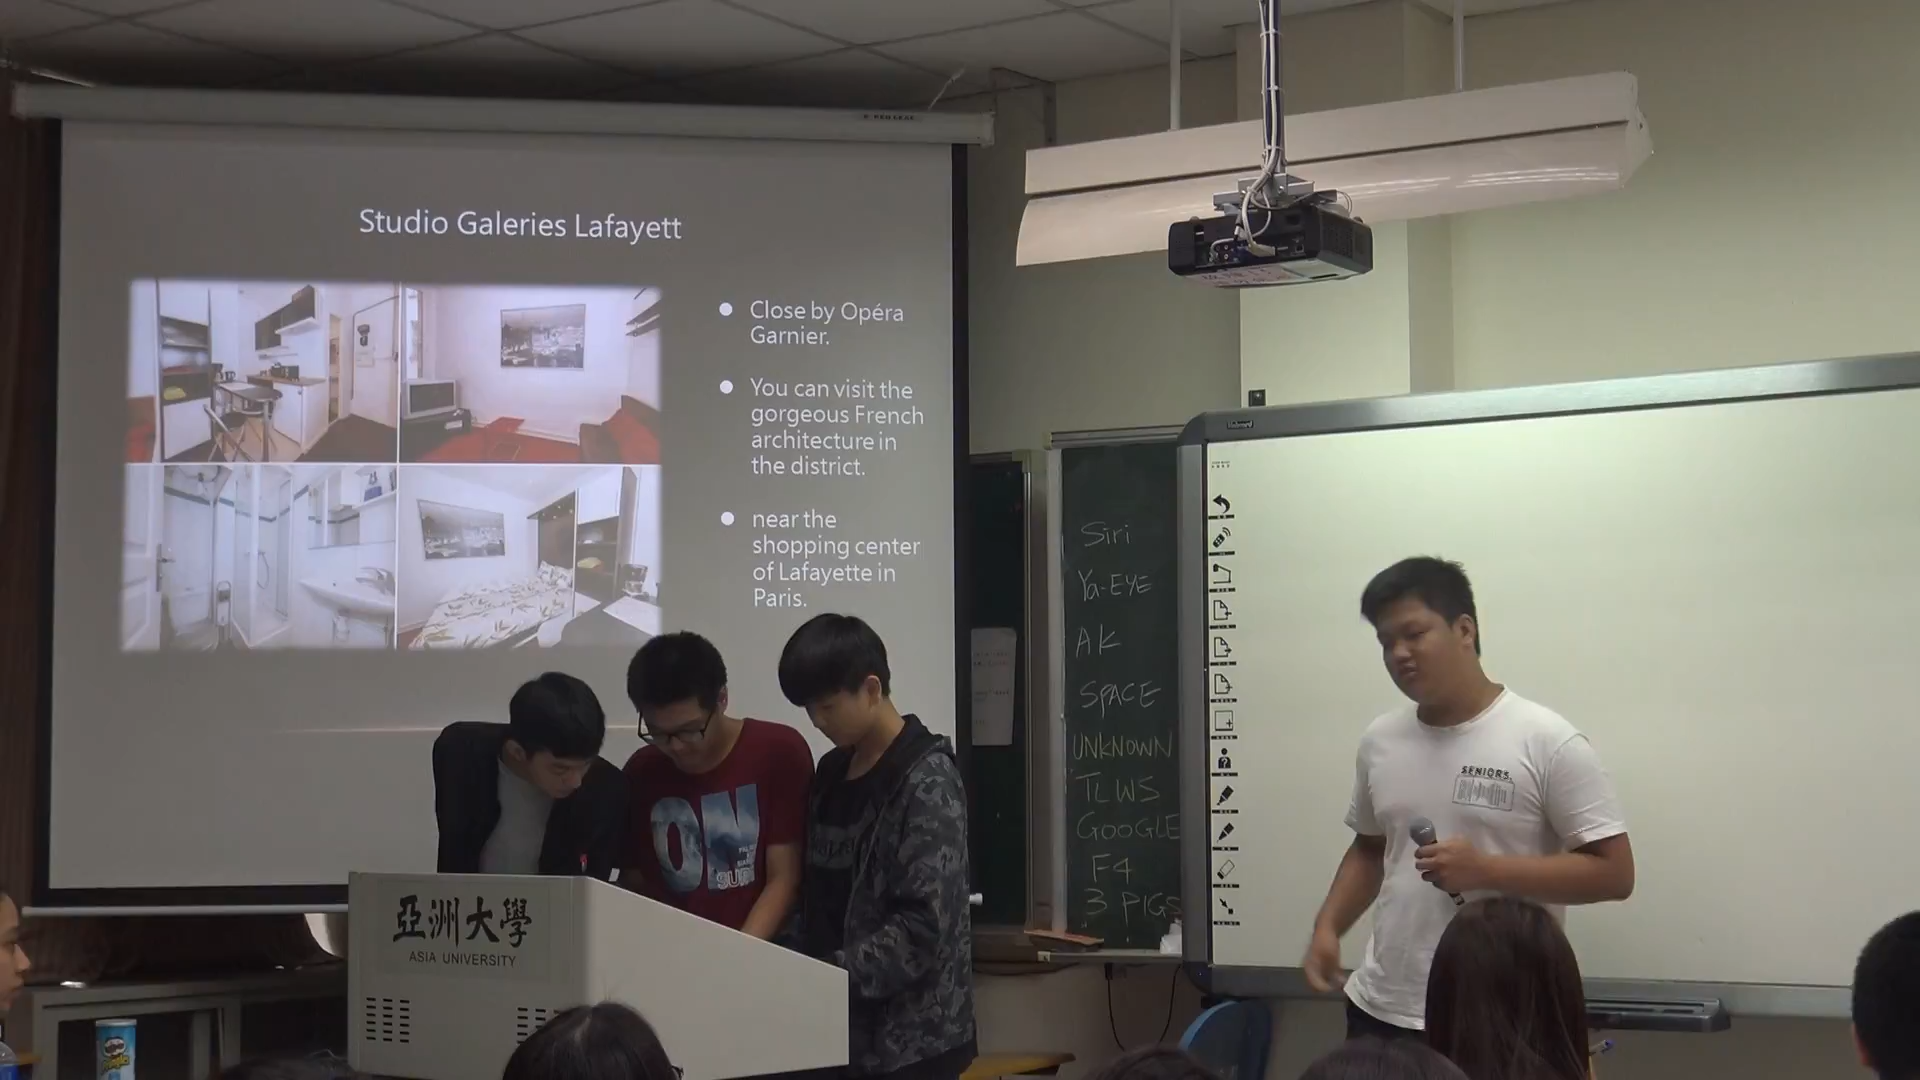 Studio Galeries Lafayett
Close by Opéra
Garnier.
You can visit the
gorgeous French
architecture in
the district.
near the
shopping center
of Lafayette in
Paris.
Siri
Ya-EYE
AK
SPACE
UNKNOWN
TLWS
GOOGLE
F4
3 PIGS
SENIORS.
ON
SURF
亞洲大學
ASIA UNIVERSITY
Pringles